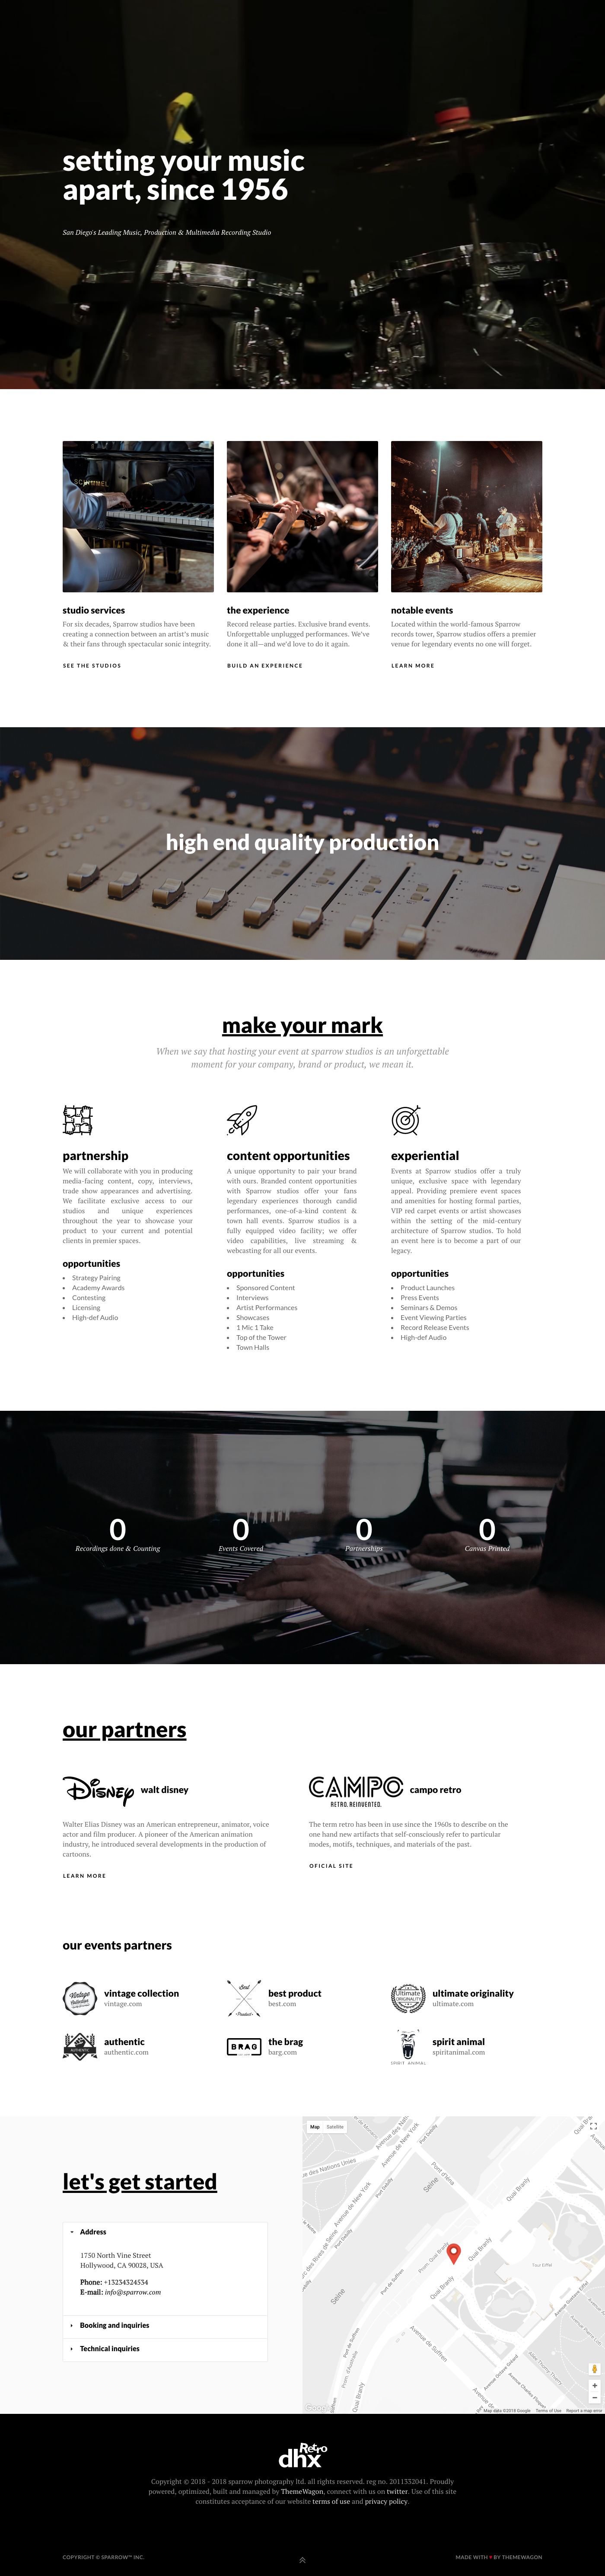 setting your music
apart, since 1956
San Diego's Leading Music, Production & Multimedia Recording Studio
SCHIMMEL
studio services
For six decades, Sparrow studios have been
creating a connection between an artist's music
& their fans through spectacular sonic integrity.
SEE THE STUDIOS
the experience
Record release parties. Exclusive brand events.
Unforgettable unplugged performances. We've
done it all—and we'd love to do it again.
BUILD AN EXPERIENCE
notable events
Located within the world-famous Sparrow
records tower, Sparrow studios offers a premier
venue for legendary events no one will forget.
LEARN MORE
high end quality production
make your mark
When we say that hosting your event at sparrow studios is an unforgettable
moment for your company, brand or product, we mean it.
partnership
We will collaborate with you in producing
media-facing content, copy, interviews,
trade show appearances and advertising.
We facilitate exclusive access to our
studios and unique experiences
throughout the year to showcase your
product to your current and potential
clients in premier spaces.
opportunities
Strategy Pairing
Academy Awards
Contesting
Licensing
High-def Audio
content opportunities
A unique opportunity to pair your brand
with ours. Branded content opportunities
with Sparrow studios offer your fans
legendary experiences thorough candid
performances, one-of-a-kind content &
town hall events. Sparrow studios is a
fully equipped video facility; we offer
video capabilities, live streaming &
webcasting for all our events.
opportunities
Sponsored Content
Interviews
Artist Performances
Showcases
1 Mic 1 Take
Top of the Tower
Town Halls
experiential
Events at Sparrow studios offer a truly
unique, exclusive space with legendary
appeal. Providing premiere event spaces
and amenities for hosting formal parties,
VIP red carpet events or artist showcases
within the setting of the mid-century
architecture of Sparrow studios. To hold
an event here is to become a part of our
legacy.
opportunities
Product Launches
Press Events
Seminars & Demos
Event Viewing Parties
Record Release Events
High-def Audio
0 0 0 0
Recordings done & Counting Events Covered Partnerships Canvas Printed
our partners
Disney walt disney
Walter Elias Disney was an American entrepreneur, animator, voice
actor and film producer. A pioneer of the American animation
industry, he introduced several developments in the production of
cartoons.
LEARN MORE
CAMPO campo retro
RETRO. REINVENTED.
The term retro has been in use since the 1960s to describe on the
one hand new artifacts that self-consciously refer to particular
modes, motifs, techniques, and materials of the past.
OFICIAL SITE
our events partners
vintage collection
vintage.com
best product
best.com
ultimate originality
ultimate.com
AUTHENTIC
authentic
authentic.com
BRAG
the brag
barg.com
SPIRIT ANIMAL
spirit animal
spiritanimal.com
let's get started
Address
1750 North Vine Street
Hollywood, CA 90028, USA
Phone: +13234324534
E-mail: info@sparrow.com
Booking and inquiries
Technical inquiries
Map Satellite
Avenue de New York
Pont d'Iéna
Seine
Quai Branly
Port de Suffren
Avenue de Suffren
Tour Eiffel
Map data ©2018 Google Terms of Use Report a map error
Retro
dhx
Copyright © 2018 - 2018 sparrow photography ltd. all rights reserved. reg no. 2011332041. Proudly
powered, optimized, built and managed by ThemeWagon, connect with us on twitter. Use of this site
constitutes acceptance of our website terms of use and privacy policy.
COPYRIGHT © SPARROW™ INC.
MADE WITH ♥ BY THEMEWAGON